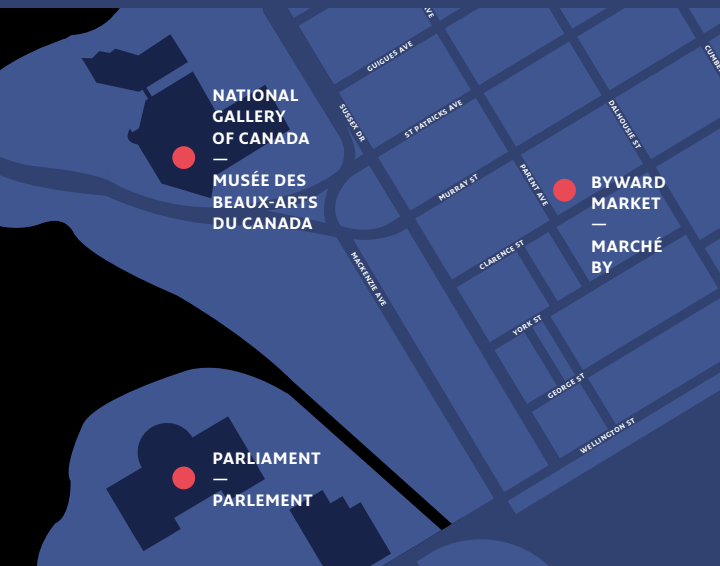 AVE
GUIGUES AVE
CUMBE
SUSSEX DR
ST PATRICKS AVE
DALHOUSIE ST
NATIONAL
GALLERY
OF CANADA
—
MUSÉE DES
BEAUX-ARTS
DU CANADA
MURRAY ST
PARENT AVE
BYWARD
MARKET
—
MARCHÉ
BY
CLARENCE ST
MACKENZIE AVE
YORK ST
GEORGE ST
WELLINGTON ST
PARLIAMENT
—
PARLEMENT